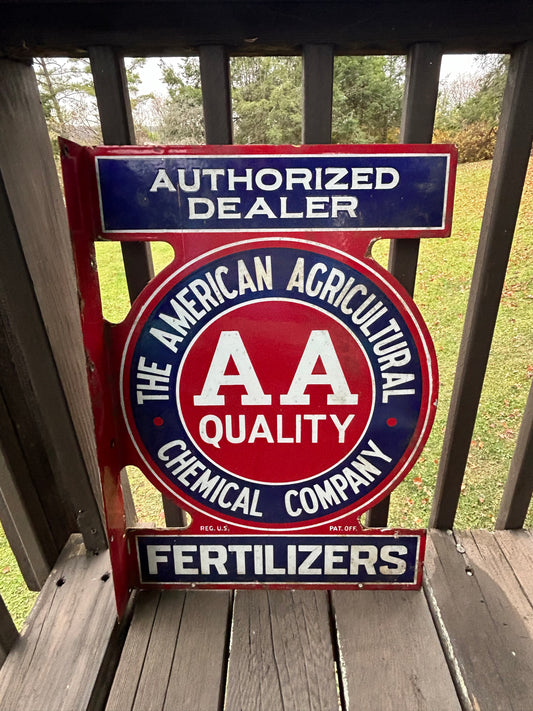 AUTHORIZED
DEALER
THE AMERICAN AGRICULTURAL
AA
QUALITY
CHEMICAL COMPANY
REG. U.S. PAT. OFF.
FERTILIZERS